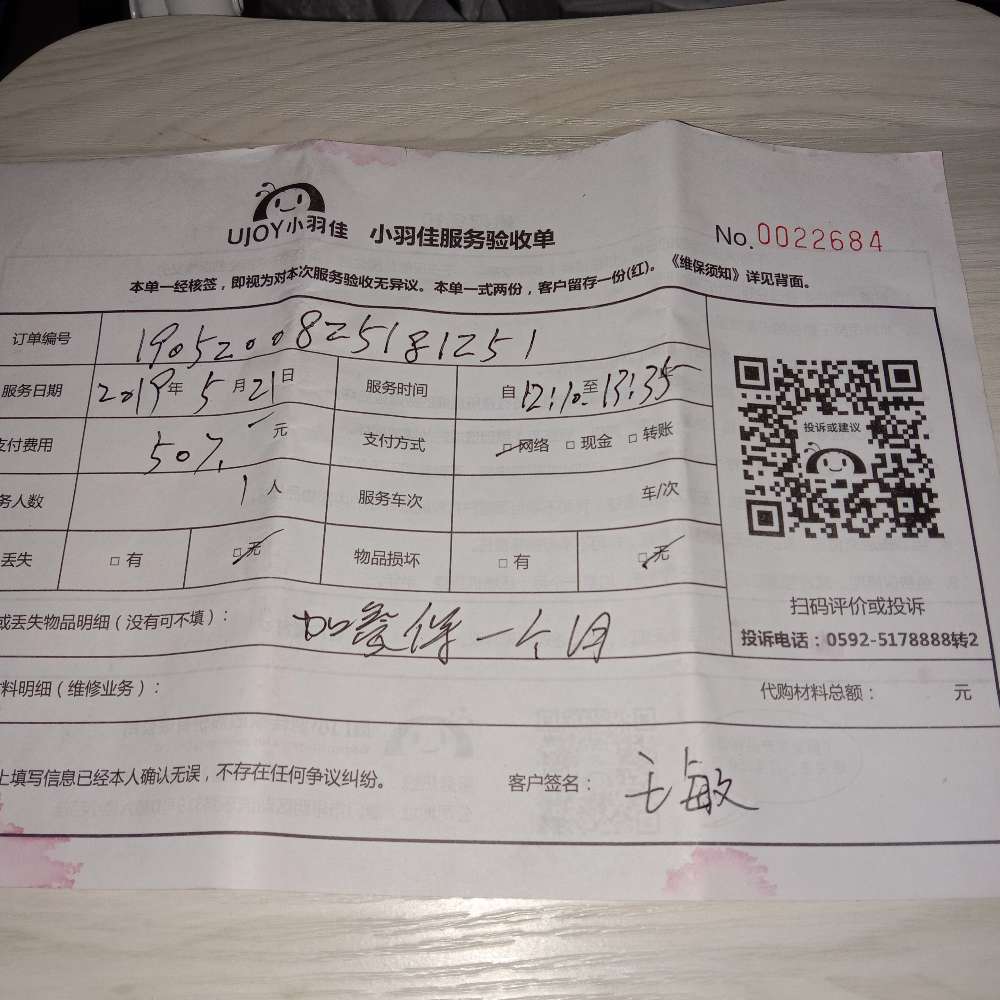 UJOY小羽佳 小羽佳服务验收单 No.0022684
本单一经核签，即视为对本次服务验收无异议。本单一式两份，客户留存一份(红)。《维保须知》详见背面。
订单编号 1905200825181251
服务日期 2019年 5月21日 服务时间 自12:10至13:35
支付费用 元 支付方式 □网络 □现金 □转账
务人数 1人 服务车次 车/次
丢失 □有 □无 物品损坏 □有 □无
或丢失物品明细（没有可不填）： 保一个月
料明细（维修业务）： 代购材料总额： 元
上填写信息已经本人确认无误，不存在任何争议纠纷。 客户签名： 王敏
投诉或建议
扫码评价或投诉
投诉电话：0592-5178888转2